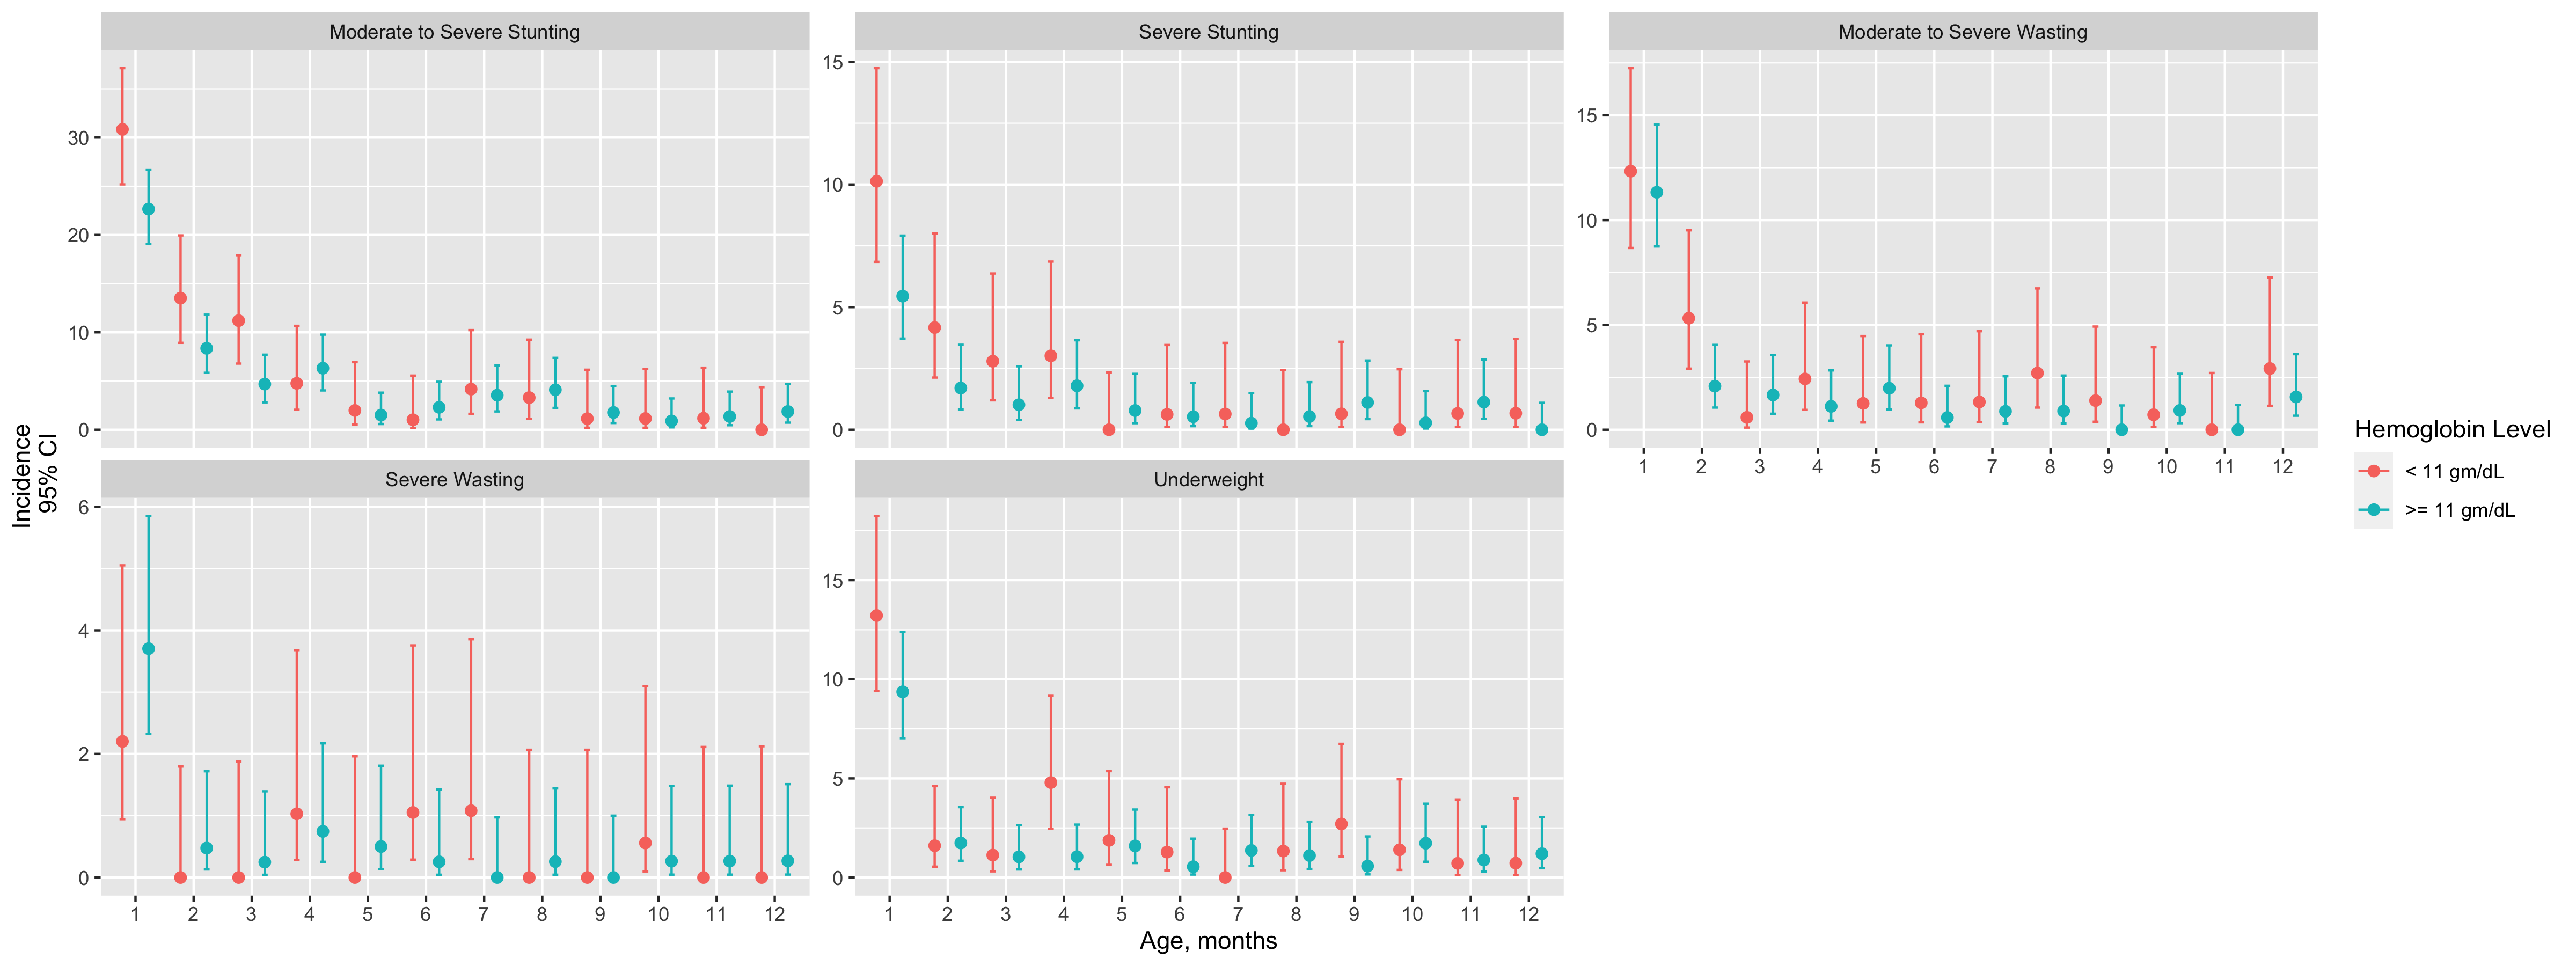 Moderate to Severe Stunting
Severe Stunting
Moderate to Severe Wasting
30
20
10
0
15
10
5
0
15
10
5
0
1 2 3 4 5 6 7 8 9 10 11 12
Severe Wasting
Underweight
6
4
2
0
15
10
5
0
1 2 3 4 5 6 7 8 9 10 11 12
1 2 3 4 5 6 7 8 9 10 11 12
Incidence
95% CI
Age, months
Hemoglobin Level
< 11 gm/dL
>= 11 gm/dL